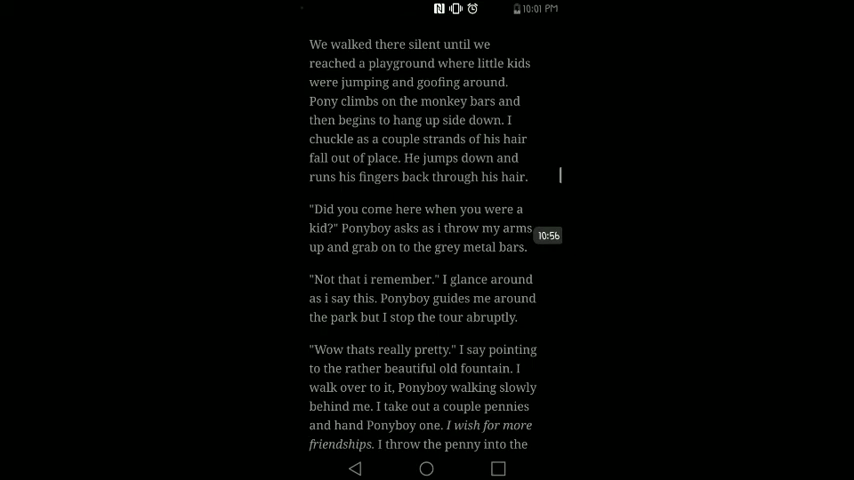 10:01 PM
We walked there silent until we
reached a playground where little kids
were jumping and goofing around.
Pony climbs on the monkey bars and
then begins to hang up side down. I
chuckle as a couple strands of his hair
fall out of place. He jumps down and
runs his fingers back through his hair.
"Did you come here when you were a
kid?" Ponyboy asks as i throw my arms
up and grab on to the grey metal bars.
10:56
"Not that i remember." I glance around
as i say this. Ponyboy guides me around
the park but I stop the tour abruptly.
"Wow thats really pretty." I say pointing
to the rather beautiful old fountain. I
walk over to it, Ponyboy walking slowly
behind me. I take out a couple pennies
and hand Ponyboy one. I wish for more
friendships. I throw the penny into the